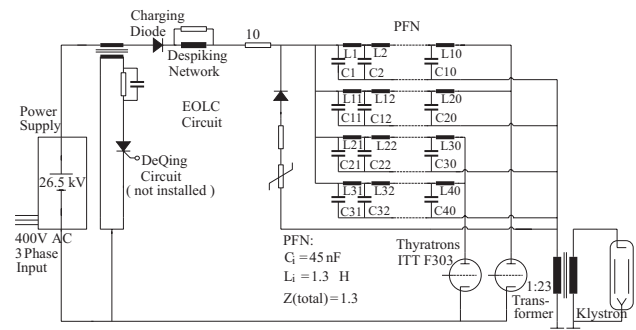 Charging
Diode
10
PFN
Despiking
Network
EOLC
Circuit
L1
L2
L10
C1
C2
C10
L11
L12
L20
C11
C12
C20
L21
L22
L30
C21
C22
C30
L31
L32
L40
C31
C32
C40
Power
Supply
26.5 kV
DeQing
Circuit
( not installed )
400V AC
3 Phase
Input
PFN:
Ci = 45 nF
Li = 1.3 H
Z(total) = 1.3
Thyratrons
ITT F303
1:23
Trans-
former
Klystron